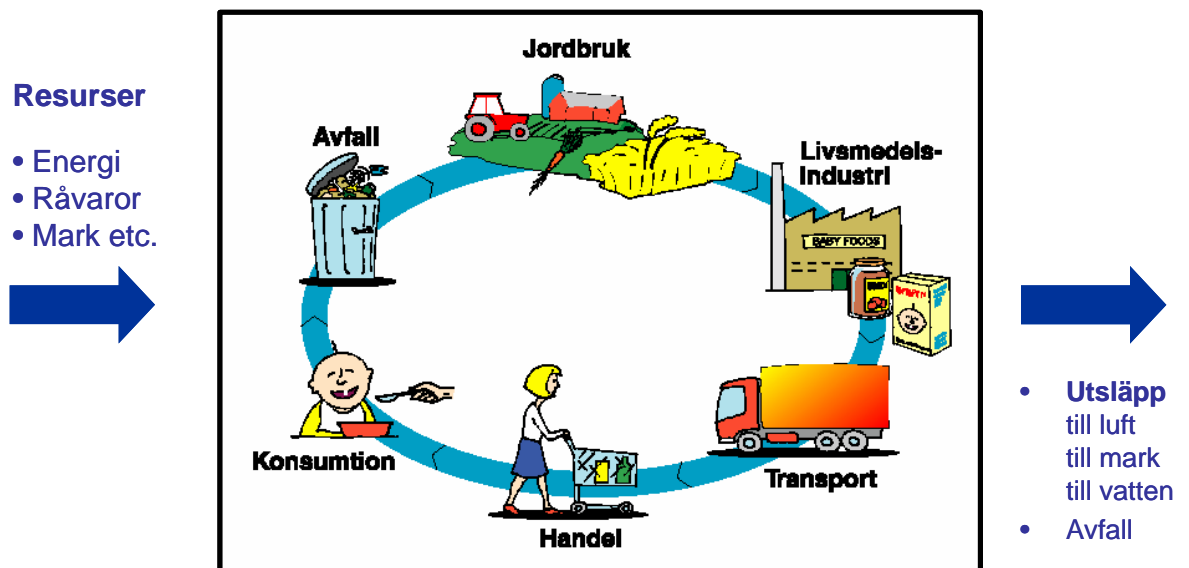 Resurser
• Energi
• Råvaror
• Mark etc.
Jordbruk
Avfall
Livsmedels-
industri
BABY FOODS
Konsumtion
Transport
Handel
• Utsläpp
till luft
till mark
till vatten
• Avfall